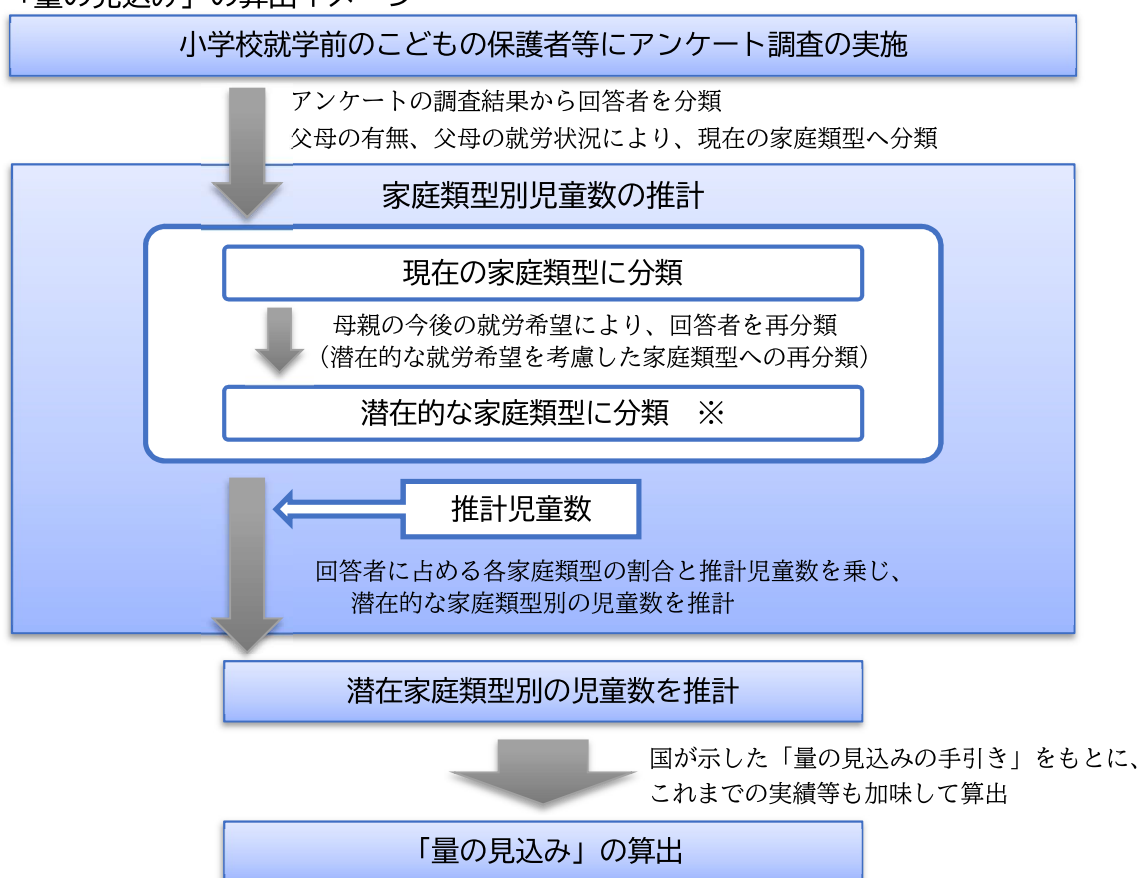 「量の見込み」の算出イメージ
小学校就学前のこどもの保護者等にアンケート調査の実施
アンケートの調査結果から回答者を分類
父母の有無、父母の就労状況により、現在の家庭類型へ分類
家庭類型別児童数の推計
現在の家庭類型に分類
母親の今後の就労希望により、回答者を再分類
（潜在的な就労希望を考慮した家庭類型への再分類）
潜在的な家庭類型に分類　※
推計児童数
回答者に占める各家庭類型の割合と推計児童数を乗じ、
潜在的な家庭類型別の児童数を推計
潜在家庭類型別の児童数を推計
国が示した「量の見込みの手引き」をもとに、
これまでの実績等も加味して算出
「量の見込み」の算出